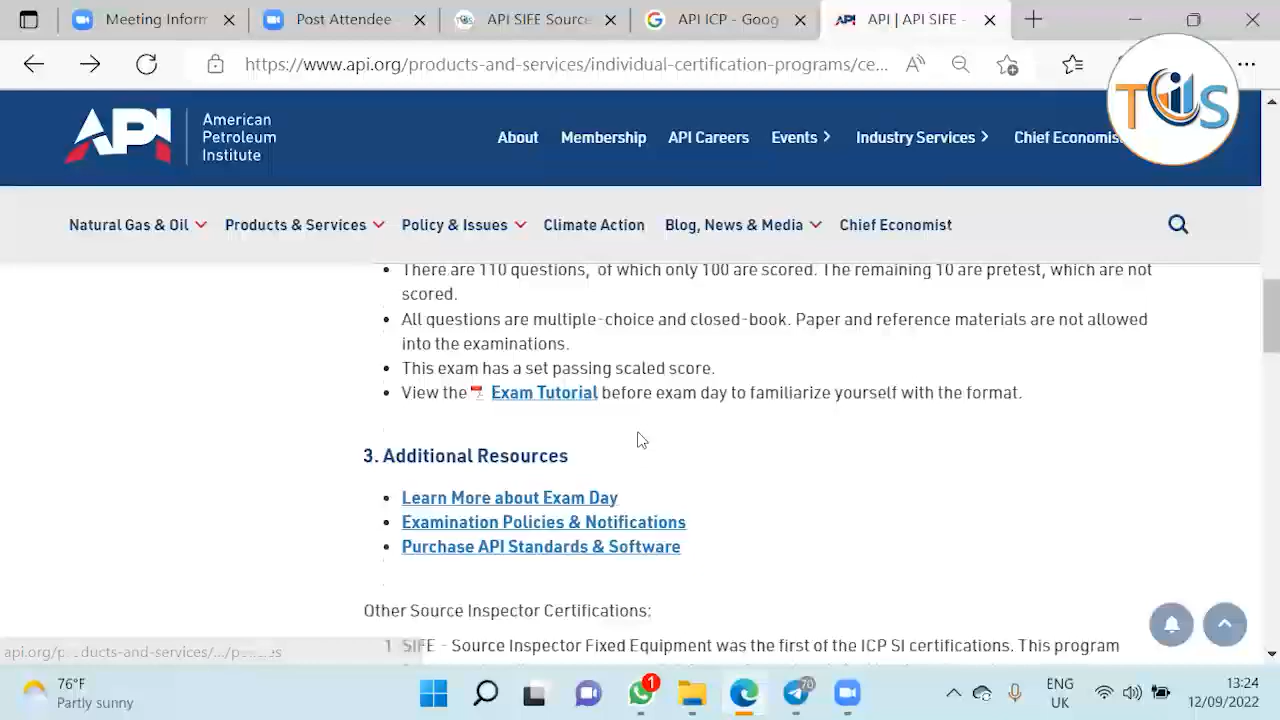 Meeting Inform
Post Attendee
API SIFE Source
API ICP - Goog
API | API SIFE -
https://www.api.org/products-and-services/individual-certification-programs/ce...
TCILS
API
American
Petroleum
Institute
About
Membership
API Careers
Events
Industry Services
Chief Economis
Natural Gas & Oil
Products & Services
Policy & Issues
Climate Action
Blog, News & Media
Chief Economist
There are 110 questions, of which only 100 are scored. The remaining 10 are pretest, which are not
scored.
All questions are multiple-choice and closed-book. Paper and reference materials are not allowed
into the examinations.
This exam has a set passing scaled score.
View the Exam Tutorial before exam day to familiarize yourself with the format.
3. Additional Resources
Learn More about Exam Day
Examination Policies & Notifications
Purchase API Standards & Software
Other Source Inspector Certifications:
1 SIFE - Source Inspector Fixed Equipment was the first of the ICP SI certifications. This program
76°F
Partly sunny
1
70
ENG
UK
13:24
12/09/2022